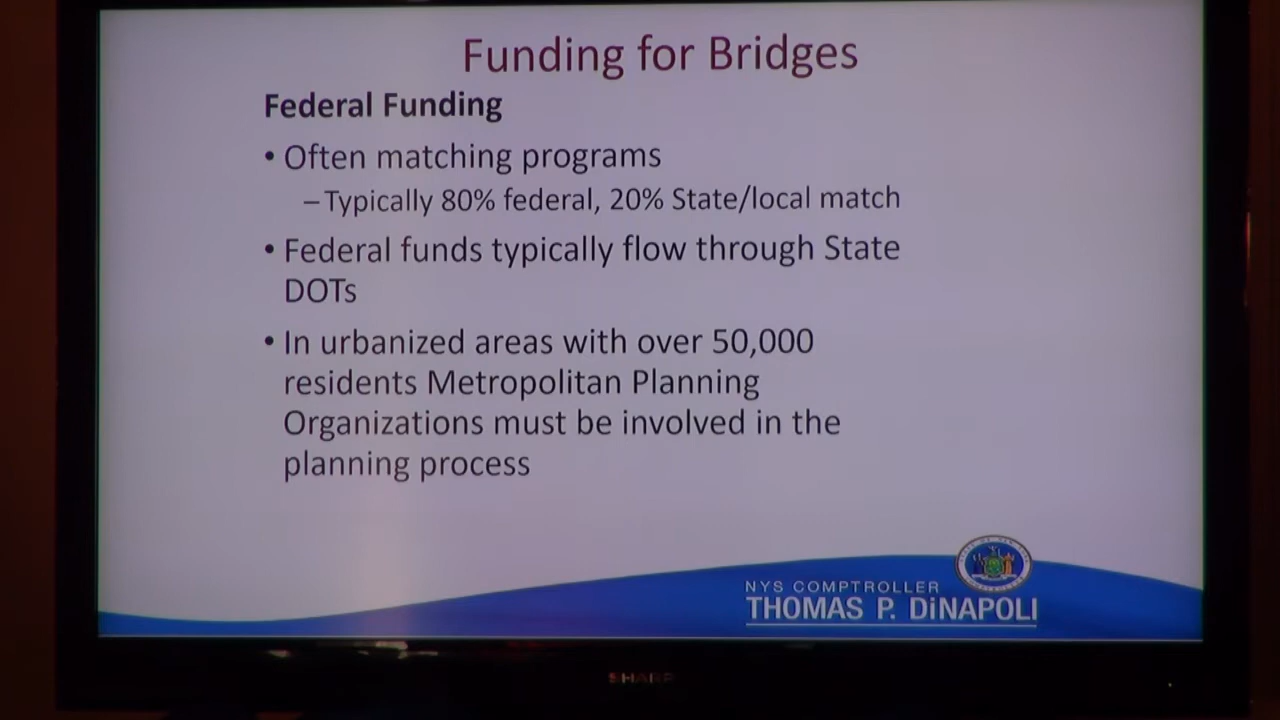 Funding for Bridges
Federal Funding
• Often matching programs
– Typically 80% federal, 20% State/local match
• Federal funds typically flow through State
DOTs
• In urbanized areas with over 50,000
residents Metropolitan Planning
Organizations must be involved in the
planning process
NYS COMPTROLLER
THOMAS P. DiNAPOLI
SHARP